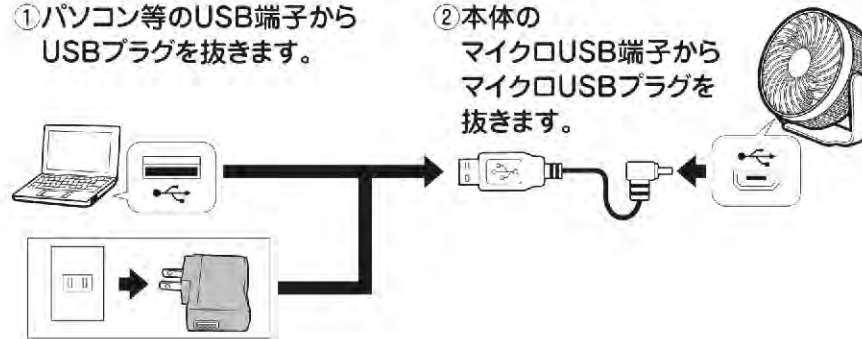 ①パソコン等のUSB端子から
USBプラグを抜きます。
②本体の
マイクロUSB端子から
マイクロUSBプラグを
抜きます。